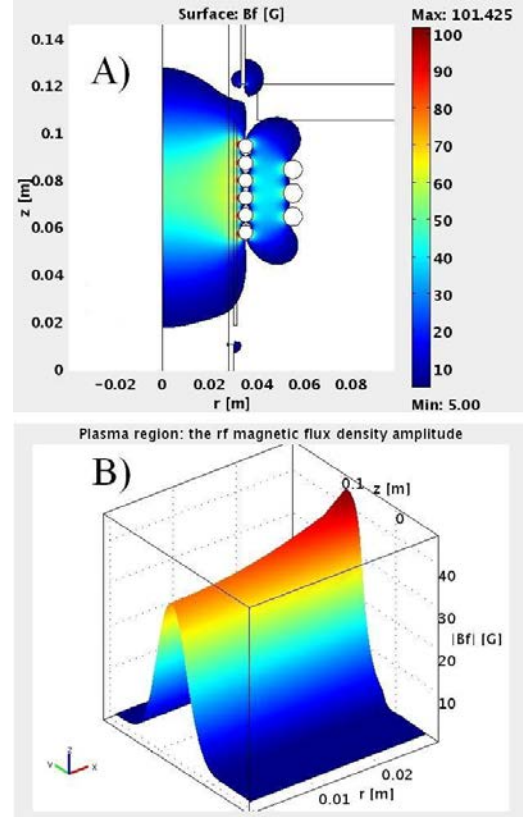 Surface: Bf [G]
Max: 101.425
A)
0.14
0.12
0.1
0.08
0.06
0.04
0.02
0
z [m]
-0.02
0
0.02
0.04
0.06
0.08
r [m]
100
90
80
70
60
50
40
30
20
10
Min: 5.00
Plasma region: the rf magnetic flux density amplitude
B)
0.1
z [m]
0
40
30
|Bf| [G]
20
10
0.02
0.01
r [m]
z
y
x